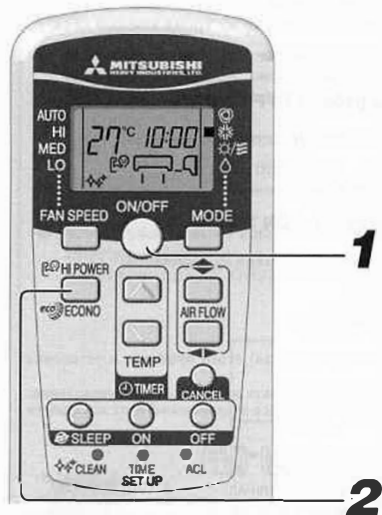 MITSUBISHI
HEAVY INDUSTRIES, LTD.
AUTO
HI
MED
LO
27°C 10:00
FAN SPEED
ON/OFF
MODE
1
HI POWER
eco ECONO
AIR FLOW
TEMP
TIMER
CANCEL
SLEEP ON OFF
CLEAN TIME ACL
SET UP
2